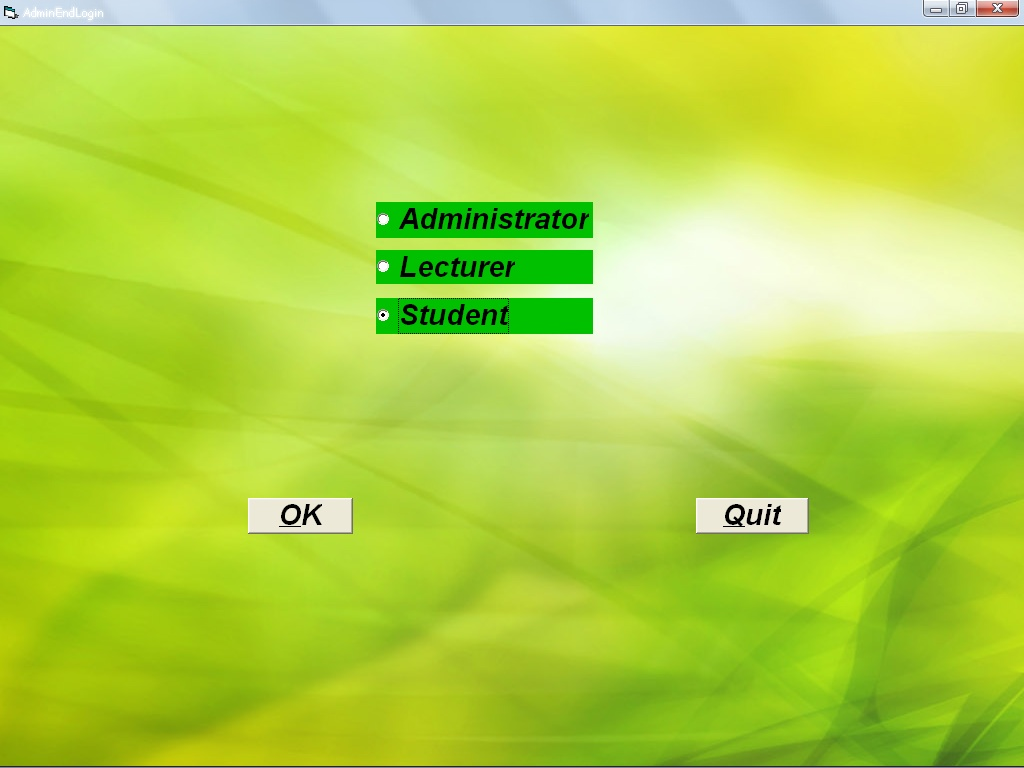 AdminEndLogin
Administrator
Lecturer
Student
OK
Quit